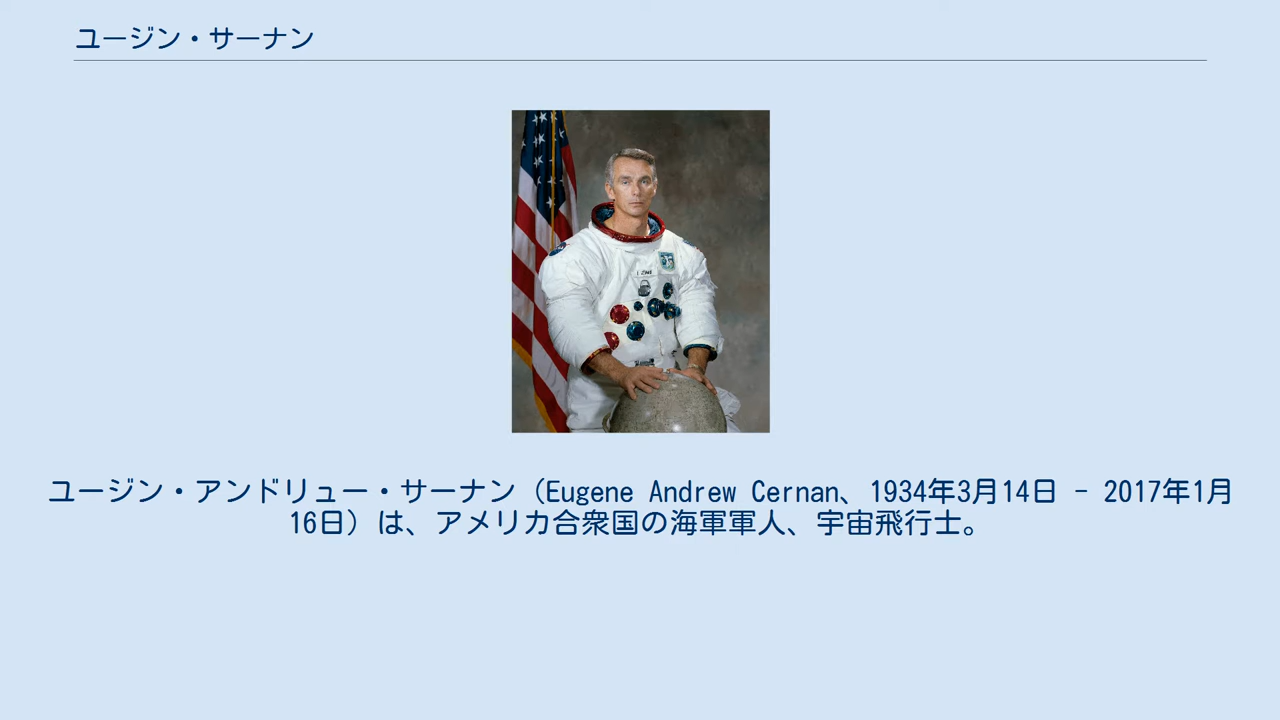 ユージン・サーナン
ユージン・アンドリュー・サーナン（Eugene Andrew Cernan、1934年3月14日 - 2017年1月
16日）は、アメリカ合衆国の海軍軍人、宇宙飛行士。